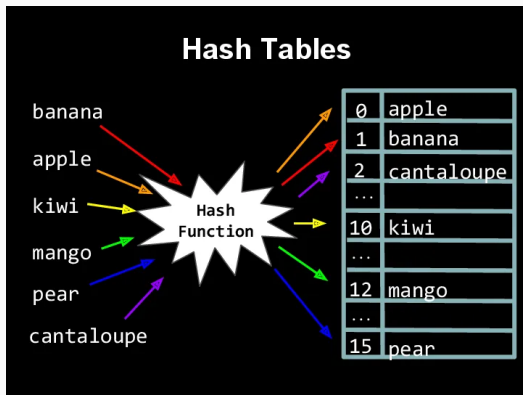 Hash Tables
banana
apple
kiwi
mango
pear
cantaloupe
Hash
Function
0 apple
1 banana
2 cantaloupe
...
10 kiwi
...
12 mango
...
15 pear